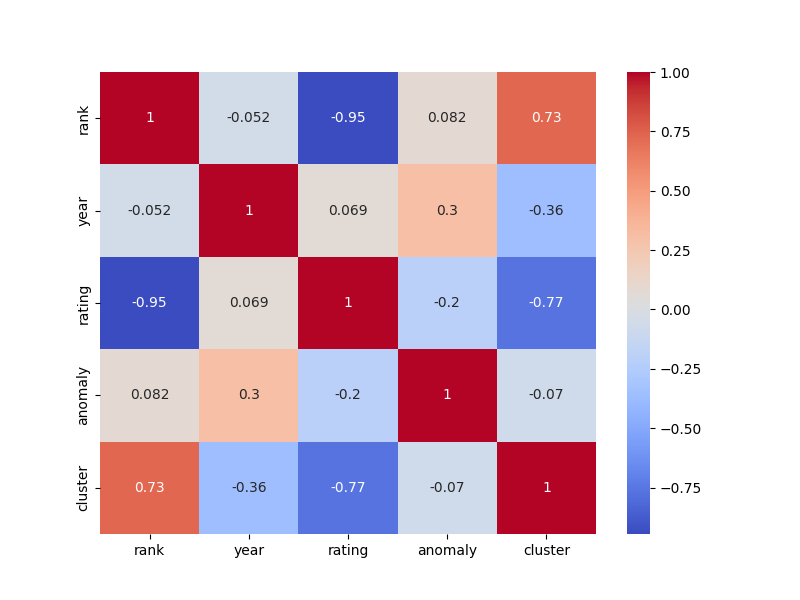 rank 1 -0.052 -0.95 0.082 0.73
year -0.052 1 0.069 0.3 -0.36
rating -0.95 0.069 1 -0.2 -0.77
anomaly 0.082 0.3 -0.2 1 -0.07
cluster 0.73 -0.36 -0.77 -0.07 1
rank year rating anomaly cluster
1.00
0.75
0.50
0.25
0.00
−0.25
−0.50
−0.75